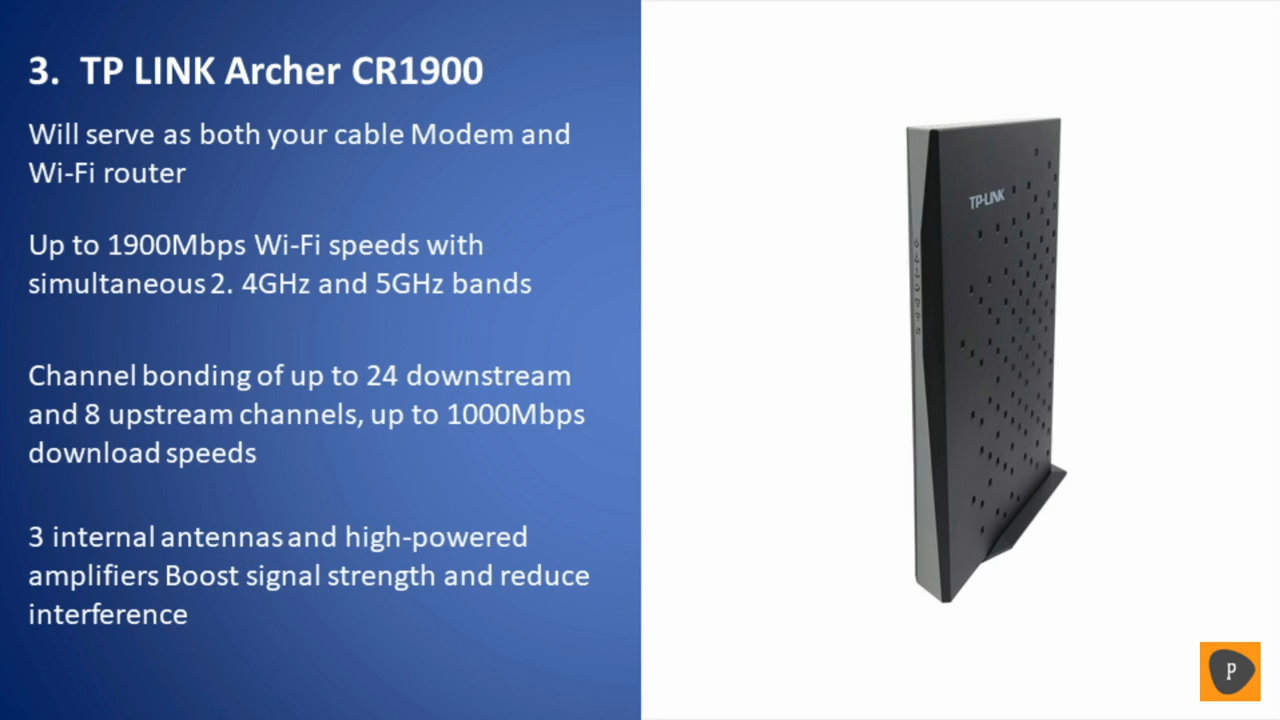 3. TP LINK Archer CR1900
Will serve as both your cable Modem and
Wi-Fi router
Up to 1900Mbps Wi-Fi speeds with
simultaneous 2. 4GHz and 5GHz bands
Channel bonding of up to 24 downstream
and 8 upstream channels, up to 1000Mbps
download speeds
3 internal antennas and high-powered
amplifiers Boost signal strength and reduce
interference
TP-LINK
P